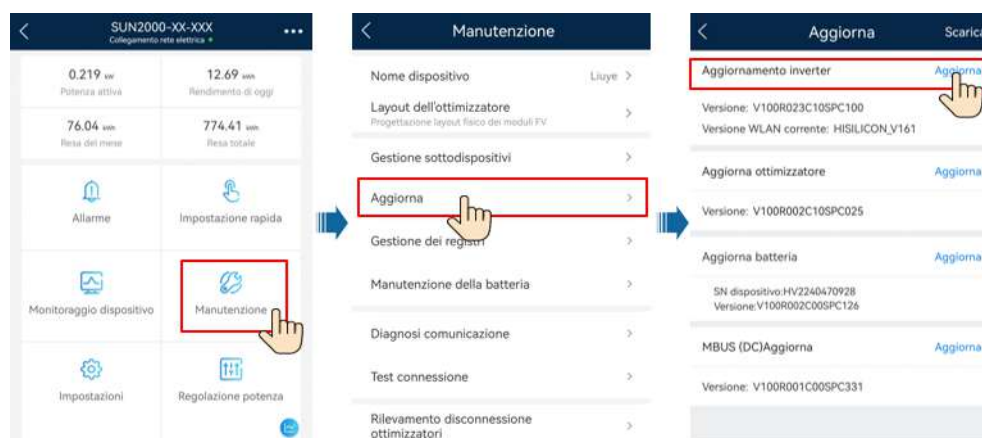 SUN2000-XX-XXX
Collegamento rete elettrica
0.219 kW
Potenza attiva
12.69 kWh
Rendimento di oggi
76.04 kWh
Resa del mese
774.41 kWh
Resa totale
Allarme
Impostazione rapida
Monitoraggio dispositivo
Manutenzione
Impostazioni
Regolazione potenza
Manutenzione
Nome dispositivo
Liuye
Layout dell'ottimizzatore
Progettazione layout fisico dei moduli FV
Gestione sottodispositivi
Aggiorna
Gestione dei registri
Manutenzione della batteria
Diagnosi comunicazione
Test connessione
Rilevamento disconnessione
ottimizzatori
Aggiorna
Scarica
Aggiornamento inverter
Aggiorna
Versione: V100R023C10SPC100
Versione WLAN corrente: HISILICON_V161
Aggiorna ottimizzatore
Aggiorna
Versione: V100R002C10SPC025
Aggiorna batteria
Aggiorna
SN dispositivo:HV2240470928
Versione:V100R002C00SPC126
MBUS (DC)Aggiorna
Aggiorna
Versione: V100R001C00SPC331